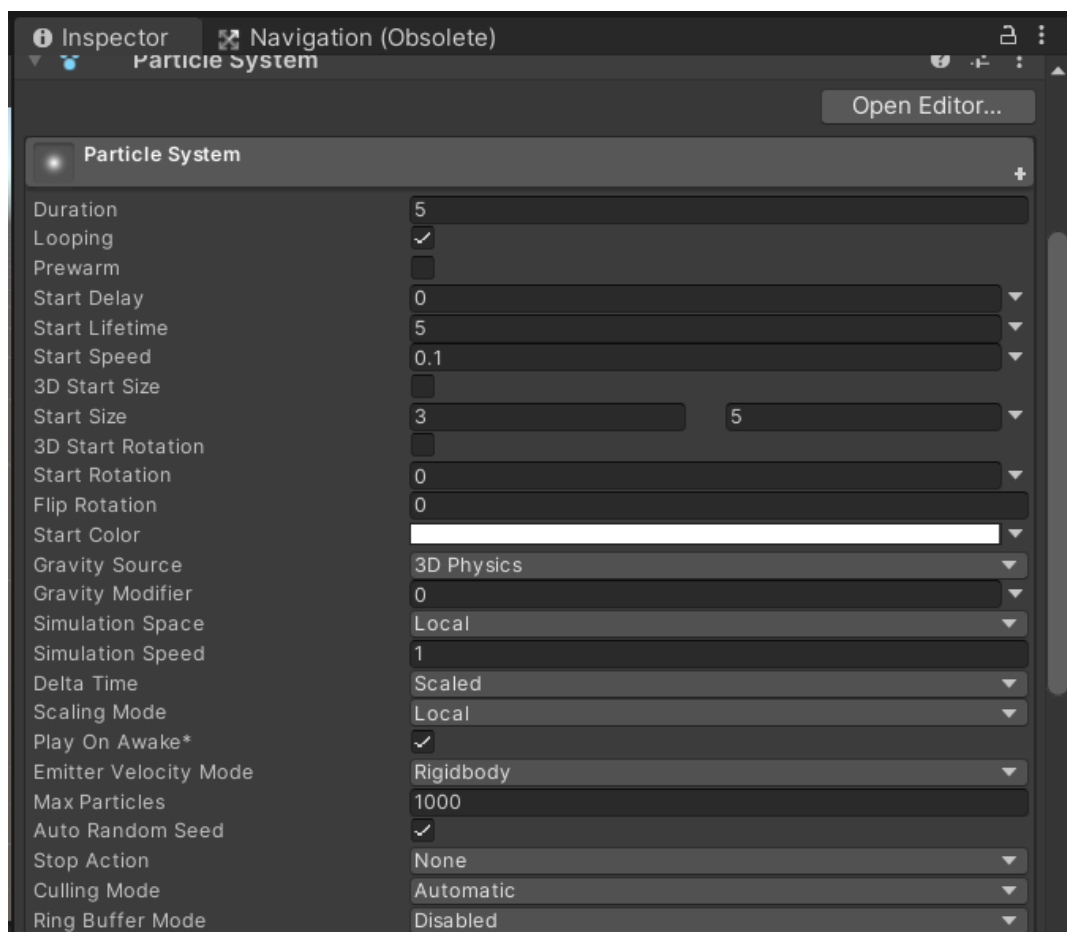 Inspector Navigation (Obsolete)
Particle System
Open Editor...
Particle System
Duration 5
Looping
Prewarm
Start Delay 0
Start Lifetime 5
Start Speed 0.1
3D Start Size
Start Size 3 5
3D Start Rotation
Start Rotation 0
Flip Rotation 0
Start Color
Gravity Source 3D Physics
Gravity Modifier 0
Simulation Space Local
Simulation Speed 1
Delta Time Scaled
Scaling Mode Local
Play On Awake*
Emitter Velocity Mode Rigidbody
Max Particles 1000
Auto Random Seed
Stop Action None
Culling Mode Automatic
Ring Buffer Mode Disabled